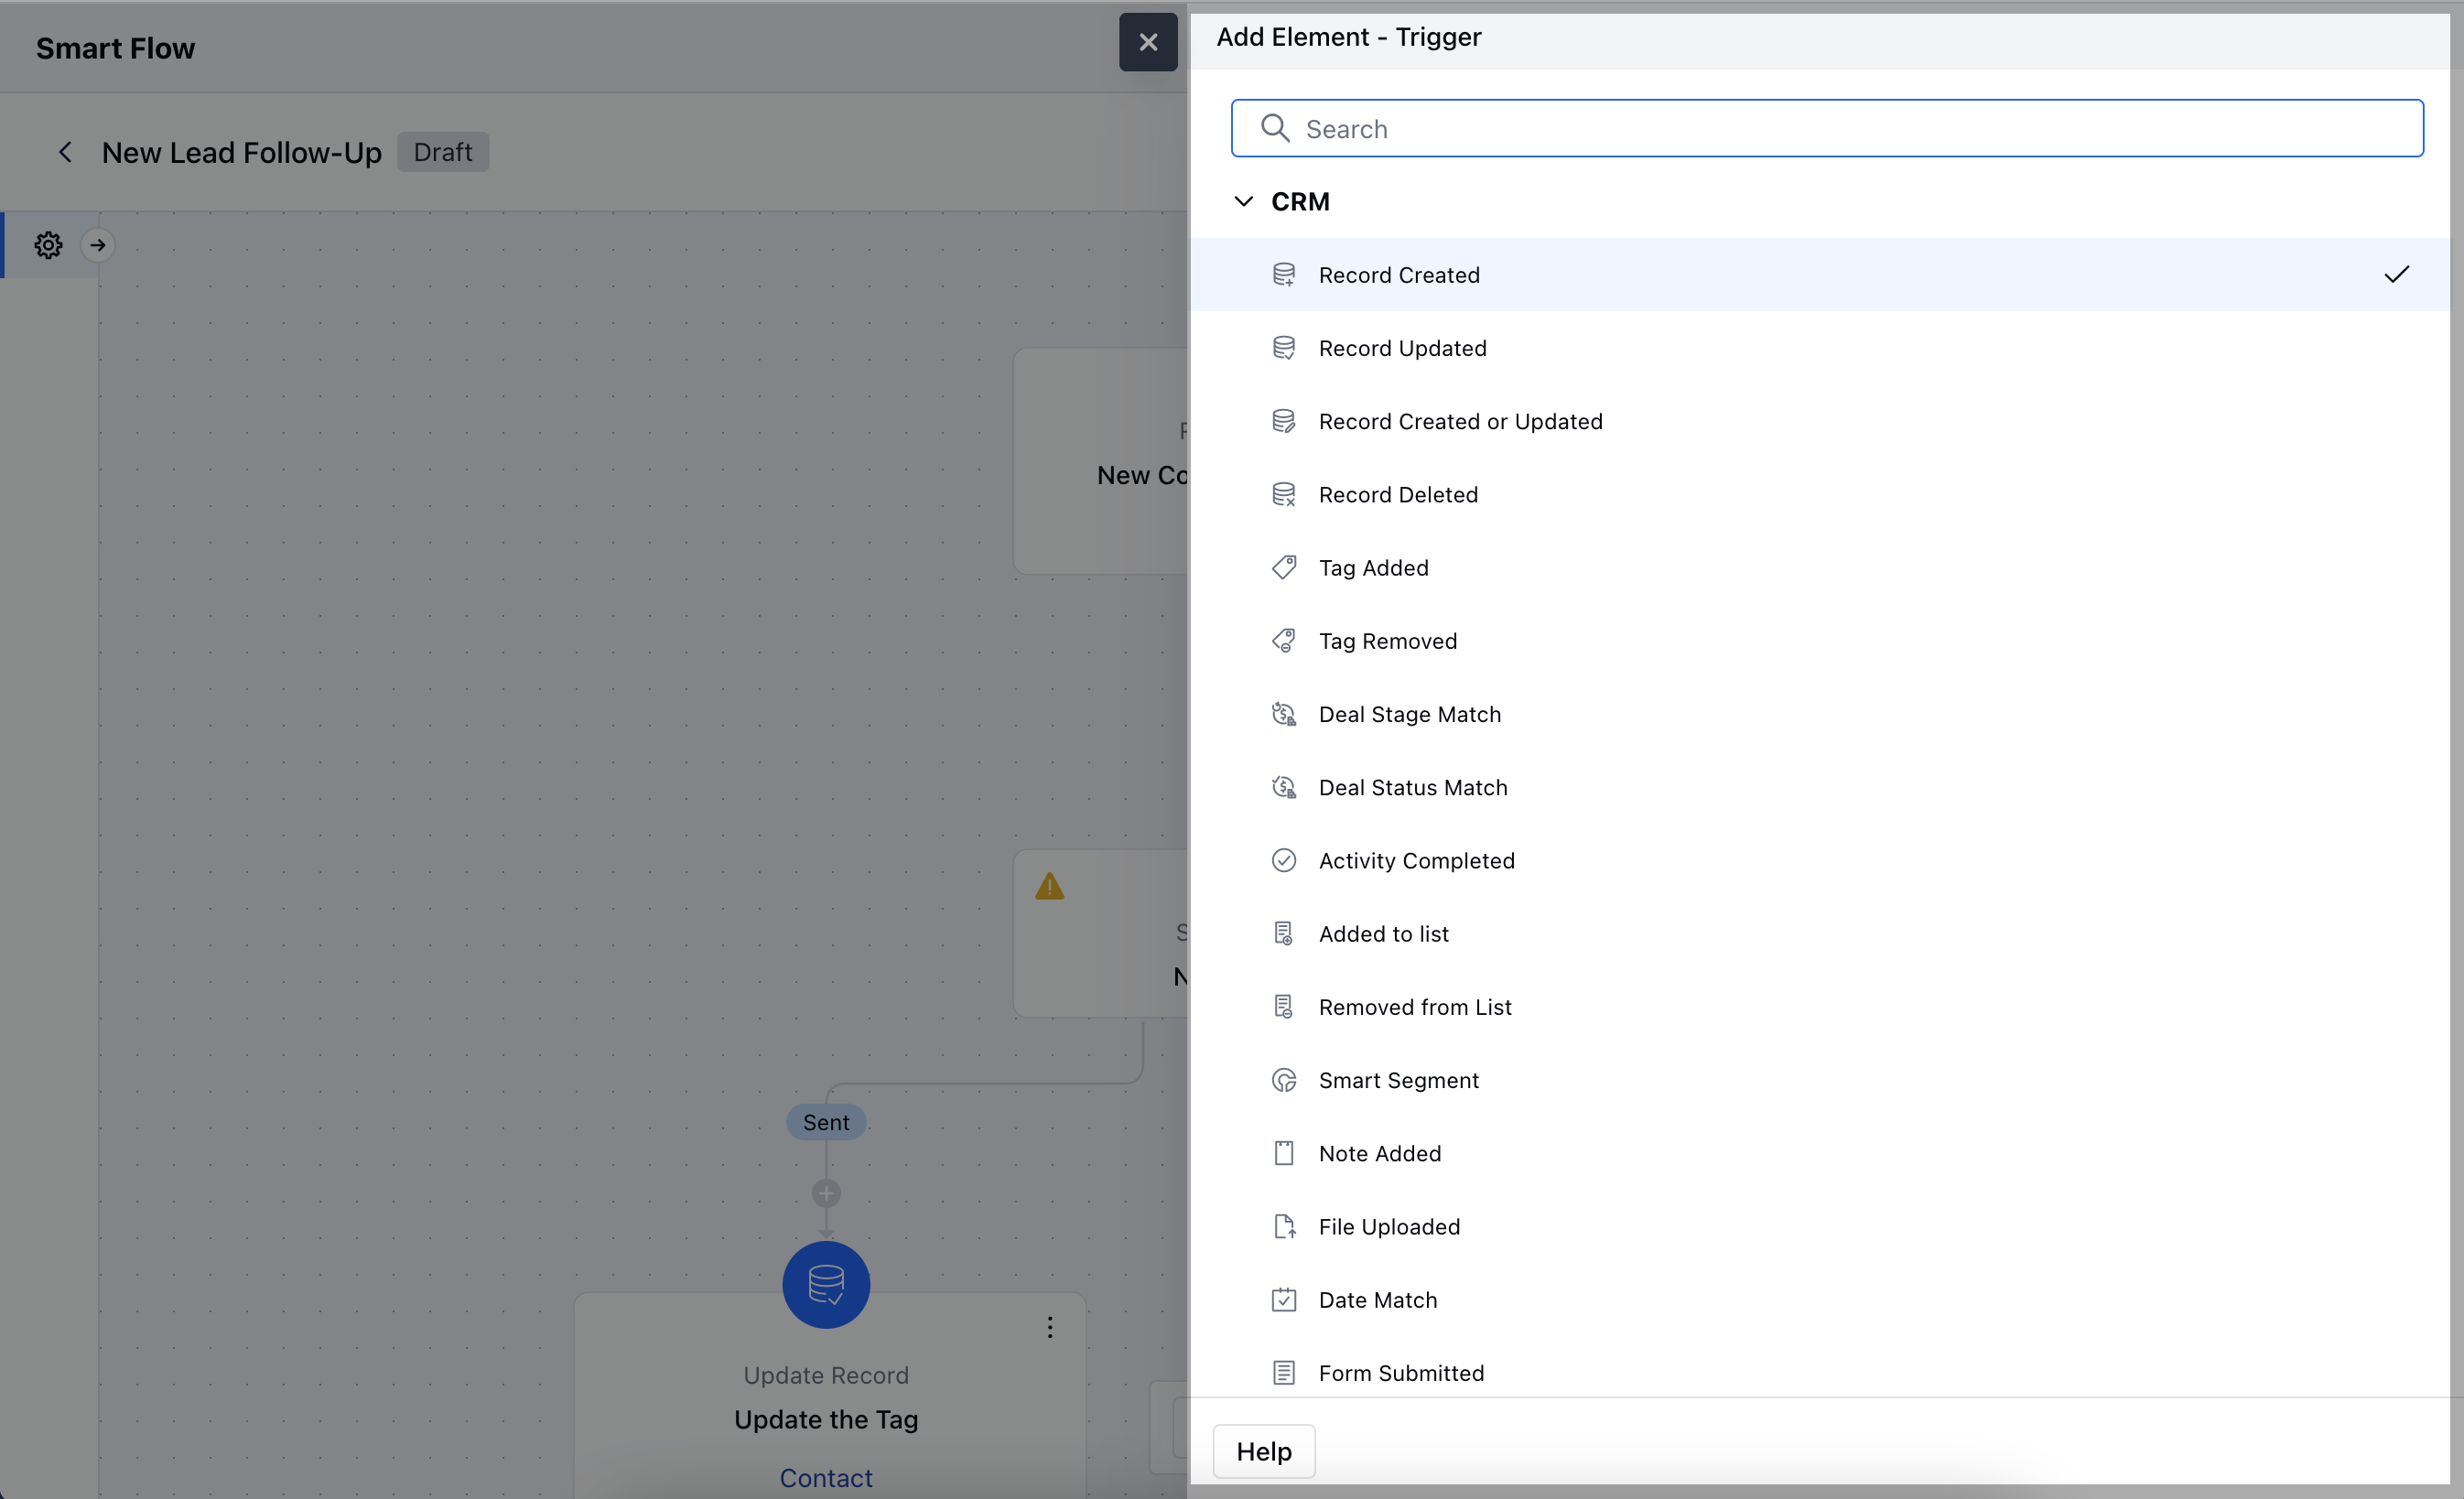 Smart Flow
New Lead Follow-Up
Draft
New Co
Sent
Update Record
Update the Tag
Contact
Add Element - Trigger
Search
CRM
Record Created
Record Updated
Record Created or Updated
Record Deleted
Tag Added
Tag Removed
Deal Stage Match
Deal Status Match
Activity Completed
Added to list
Removed from List
Smart Segment
Note Added
File Uploaded
Date Match
Form Submitted
Help